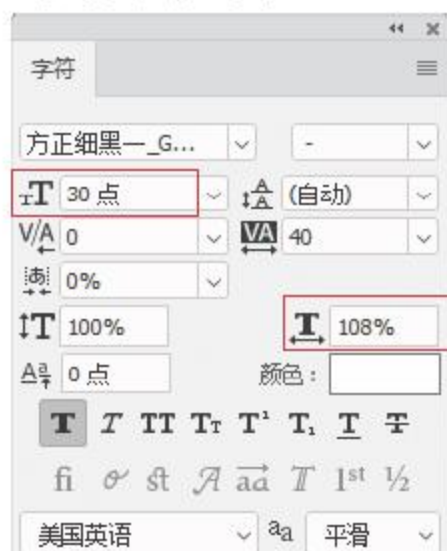 字符
方正细黑一_G... -
30 点 (自动)
V/A 0 VA 40
0%
100% T 108%
0 点 颜色：
T T TT Tт T¹ T₁ T T
fi st A ad T 1st ½
美国英语 aa 平滑